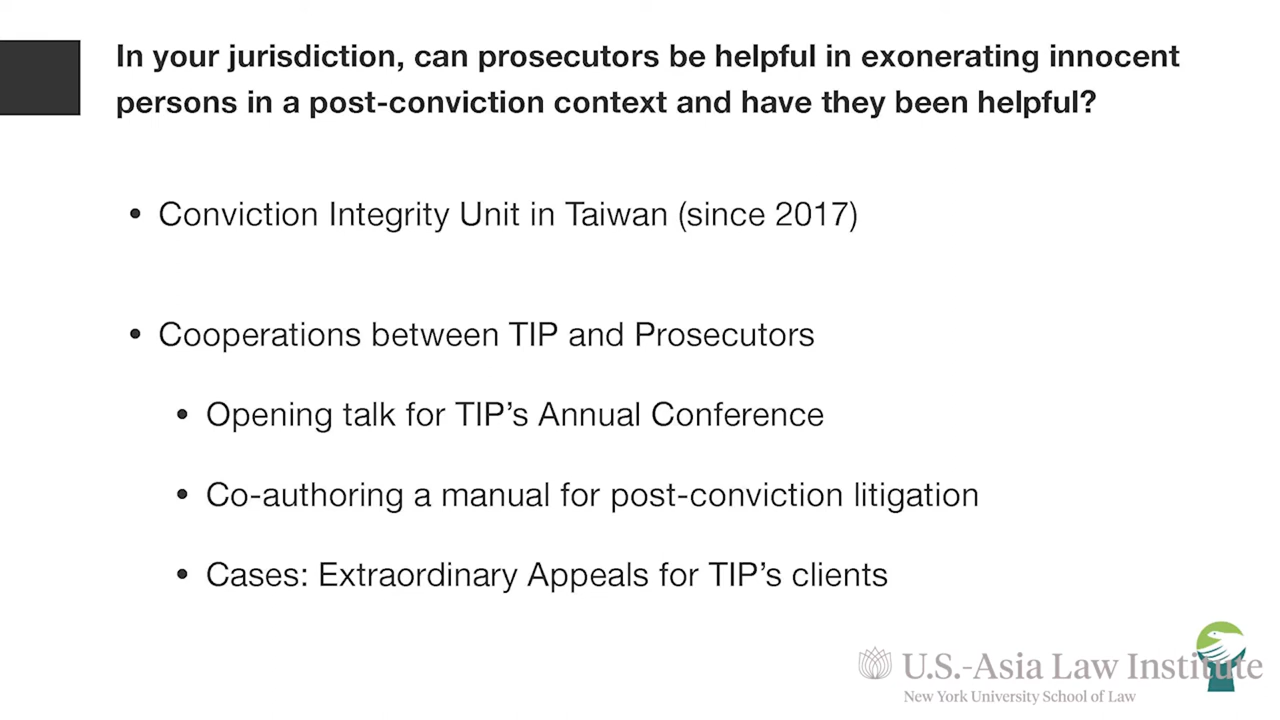 In your jurisdiction, can prosecutors be helpful in exonerating innocent
persons in a post-conviction context and have they been helpful?
• Conviction Integrity Unit in Taiwan (since 2017)
• Cooperations between TIP and Prosecutors
• Opening talk for TIP’s Annual Conference
• Co-authoring a manual for post-conviction litigation
• Cases: Extraordinary Appeals for TIP’s clients
U.S.-Asia Law Institute
New York University School of Law